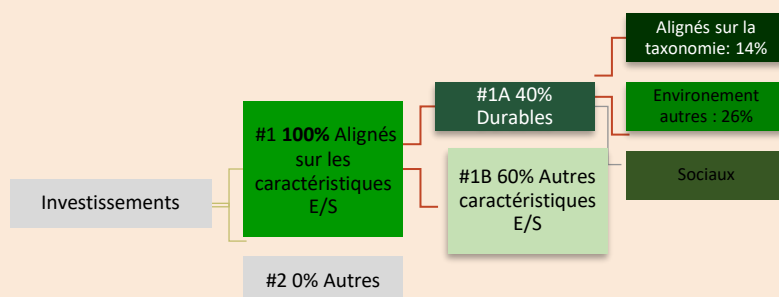 Investissements
#1 100% Alignés
sur les
caractéristiques
E/S
#2 0% Autres
#1A 40%
Durables
#1B 60% Autres
caractéristiques
E/S
Alignés sur la
taxonomie: 14%
Environement
autres : 26%
Sociaux